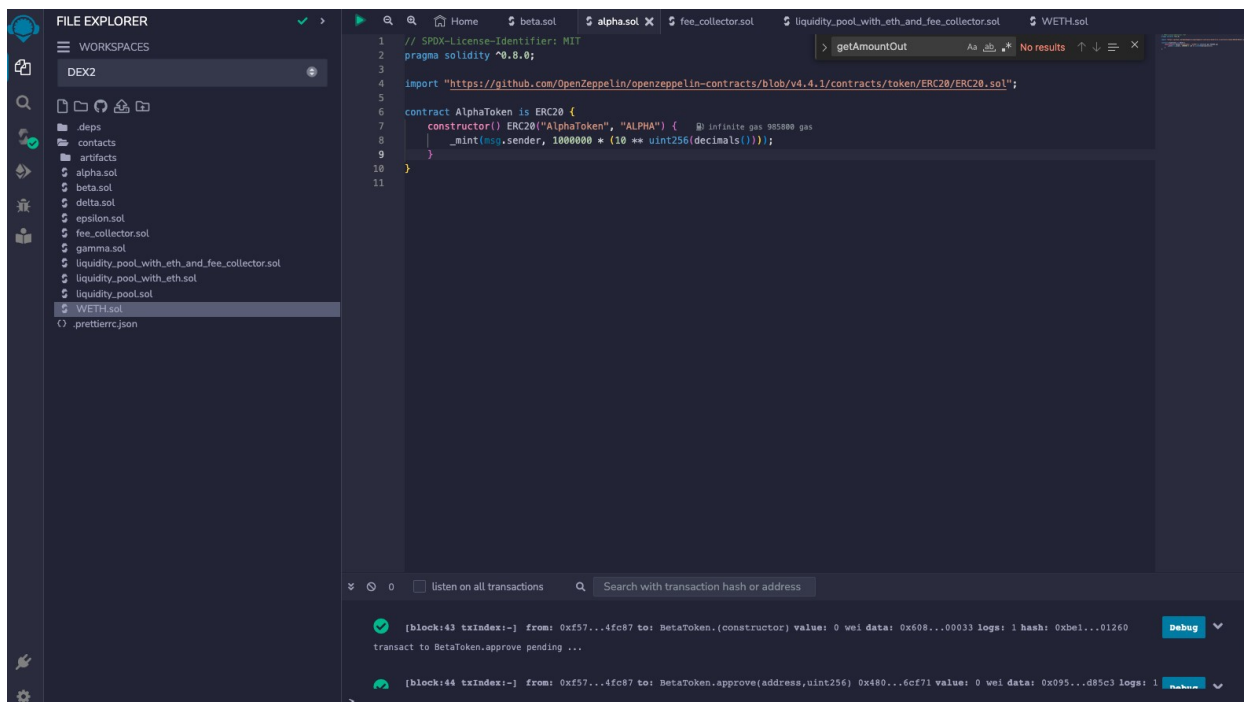 FILE EXPLORER
WORKSPACES
DEX2
.deps
contacts
artifacts
alpha.sol
beta.sol
delta.sol
epsilon.sol
fee_collector.sol
gamma.sol
liquidity_pool_with_eth_and_fee_collector.sol
liquidity_pool_with_eth.sol
liquidity_pool.sol
WETH.sol
.prettierrc.json
Home beta.sol alpha.sol fee_collector.sol liquidity_pool_with_eth_and_fee_collector.sol WETH.sol
getAmountOut Aa ab .* No results
1 // SPDX-License-Identifier: MIT
2 pragma solidity ^0.8.0;
3
4 import "https://github.com/OpenZeppelin/openzeppelin-contracts/blob/v4.4.1/contracts/token/ERC20/ERC20.sol";
5
6 contract AlphaToken is ERC20 {
7 constructor() ERC20("AlphaToken", "ALPHA") { infinite gas 985800 gas
8 _mint(msg.sender, 1000000 * (10 ** uint256(decimals())));
9 }
10 }
11
0 listen on all transactions Search with transaction hash or address
[block:43 txIndex:-] from: 0xf57...4fc87 to: BetaToken.(constructor) value: 0 wei data: 0x608...00033 logs: 1 hash: 0xbe1...01260 Debug
transact to BetaToken.approve pending ...
[block:44 txIndex:-] from: 0xf57...4fc87 to: BetaToken.approve(address,uint256) 0x480...6cf71 value: 0 wei data: 0x095...d85c3 logs: 1 Debug
>